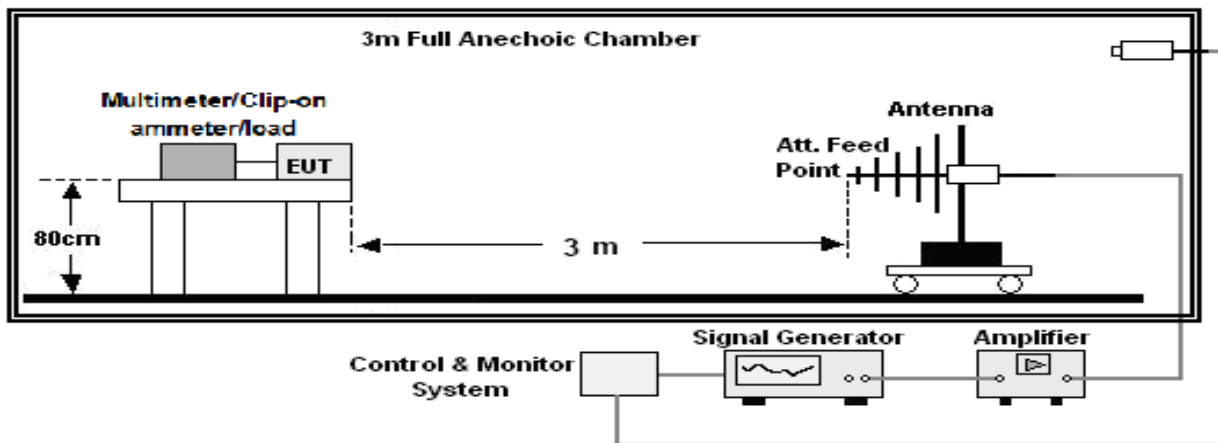 3m Full Anechoic Chamber
Multimeter/Clip-on
ammeter/load
EUT
80cm
3 m
Antenna
Att. Feed
Point
Signal Generator
Amplifier
Control & Monitor
System